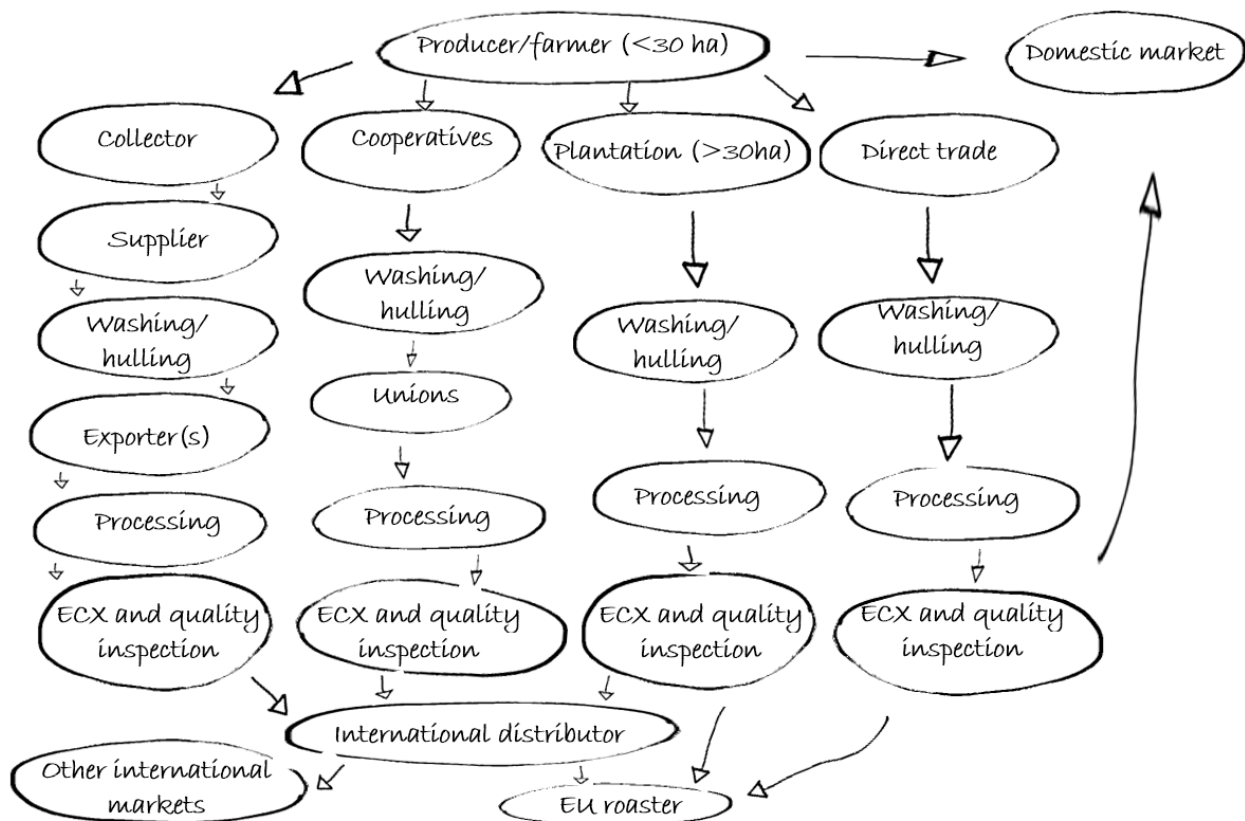 Producer/farmer (<30 ha)
Domestic market
Collector
Cooperatives
Plantation (>30ha)
Direct trade
Supplier
Washing/
hulling
Washing/
hulling
Washing/
hulling
Washing/
hulling
Unions
Exporter(s)
Processing
Processing
Processing
Processing
ECX and quality
inspection
ECX and quality
inspection
ECX and quality
inspection
ECX and quality
inspection
International distributor
Other international
markets
EU roaster